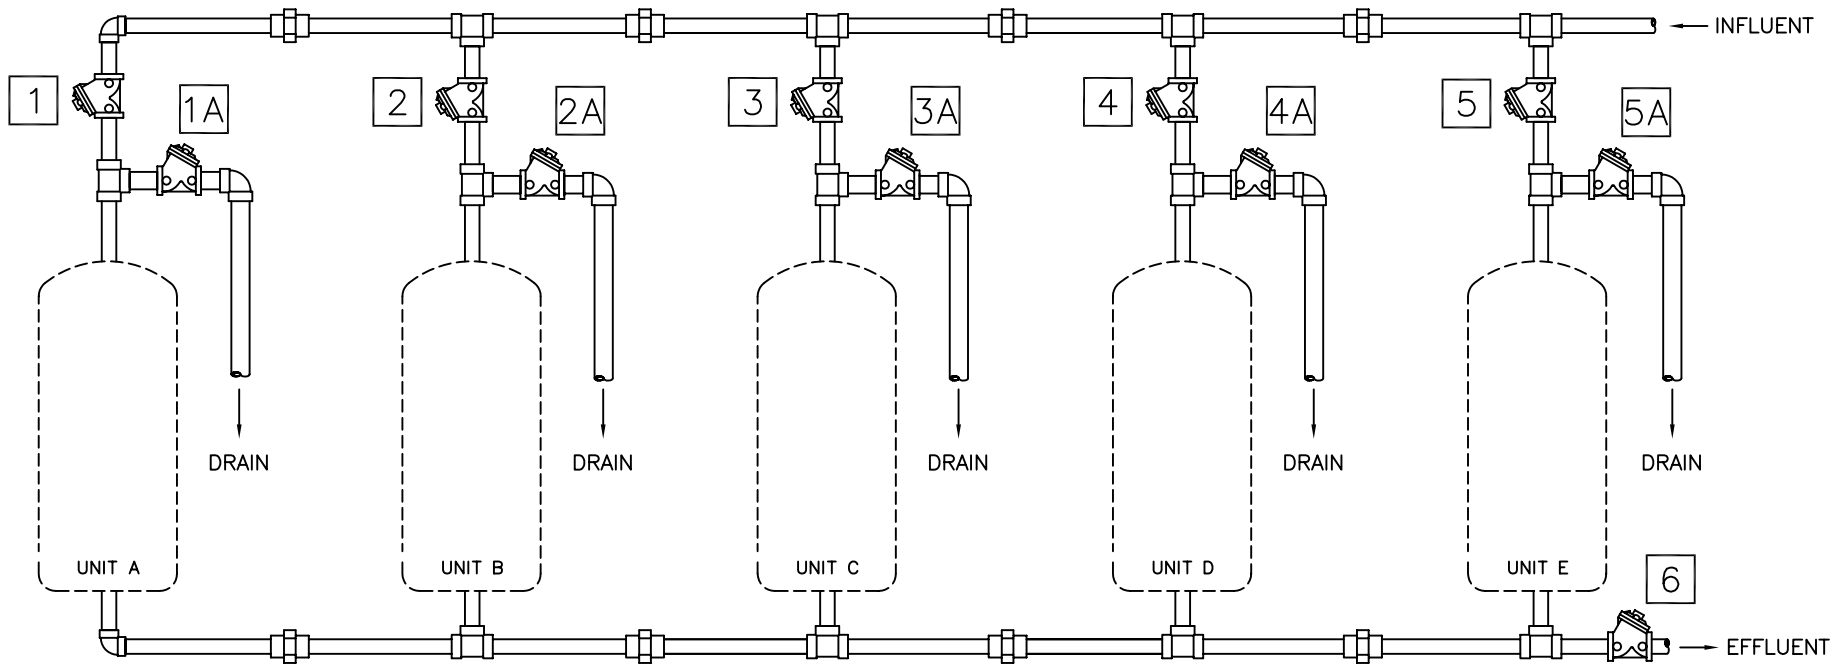 INFLUENT
1
1A
2
2A
3
3A
4
4A
5
5A
DRAIN
DRAIN
DRAIN
DRAIN
DRAIN
UNIT A
UNIT B
UNIT C
UNIT D
UNIT E
6
EFFLUENT